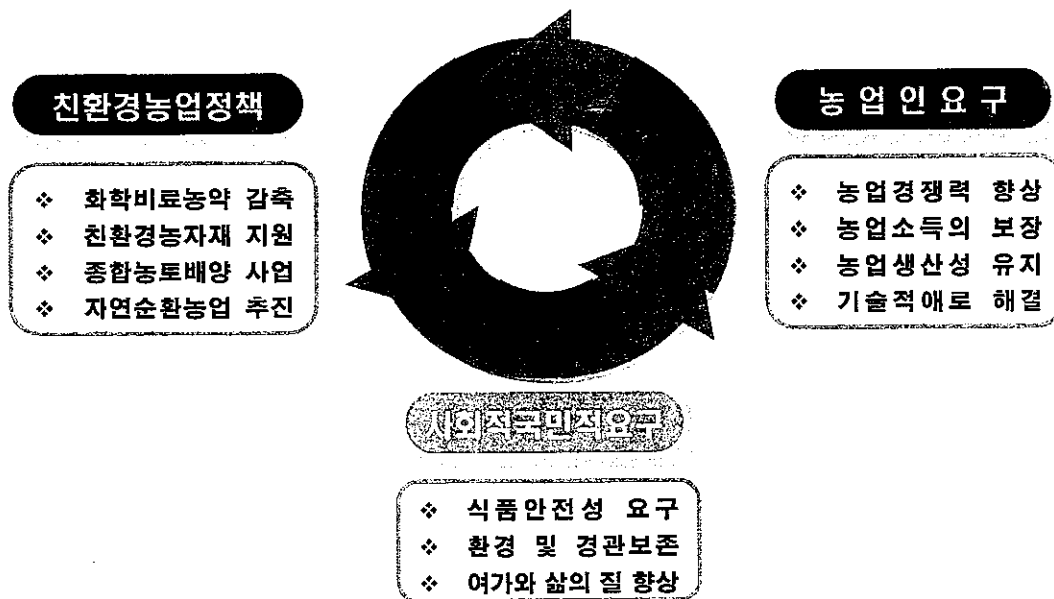 친환경농업정책
❖ 화학비료농약 감축
❖ 친환경농자재 지원
❖ 종합농토배양 사업
❖ 자연순환농업 추진
농업인요구
❖ 농업경쟁력 향상
❖ 농업소득의 보장
❖ 농업생산성 유지
❖ 기술적애로 해결
사회적국민적요구
❖ 식품안전성 요구
❖ 환경 및 경관보존
❖ 여가와 삶의 질 향상